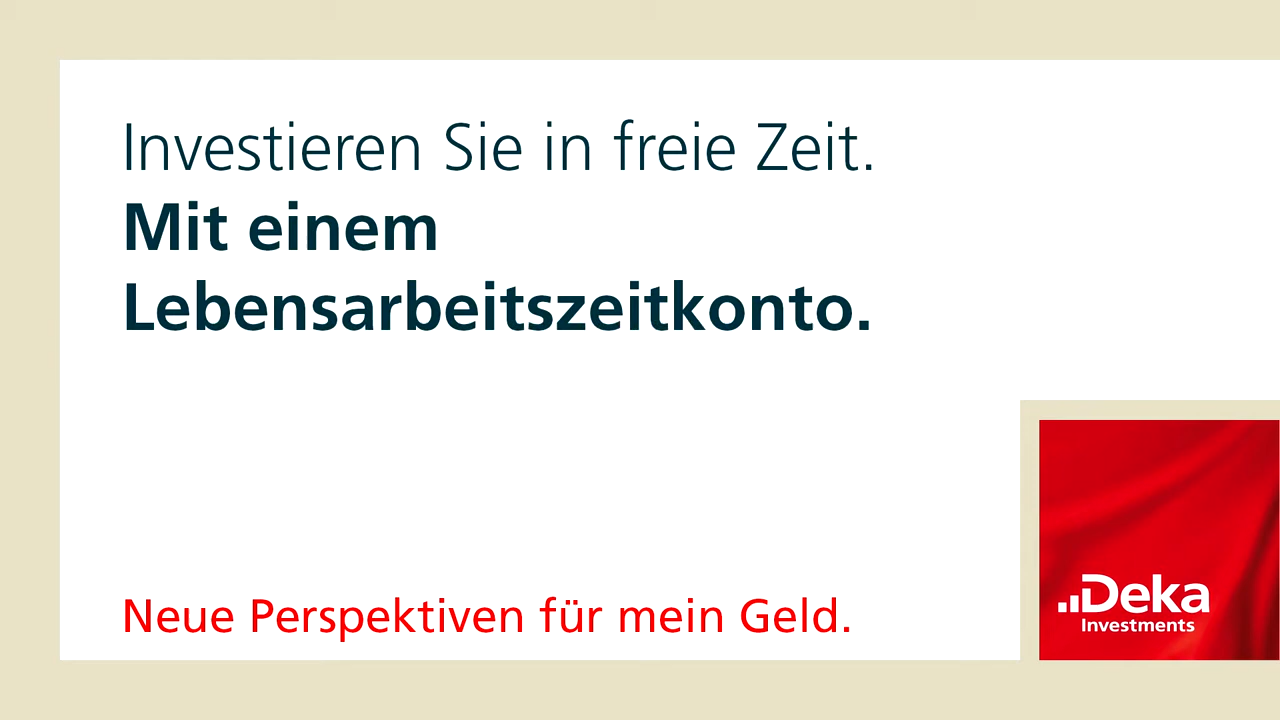 Investieren Sie in freie Zeit.
Mit einem
Lebensarbeitszeitkonto.
Neue Perspektiven für mein Geld.
Deka
Investments